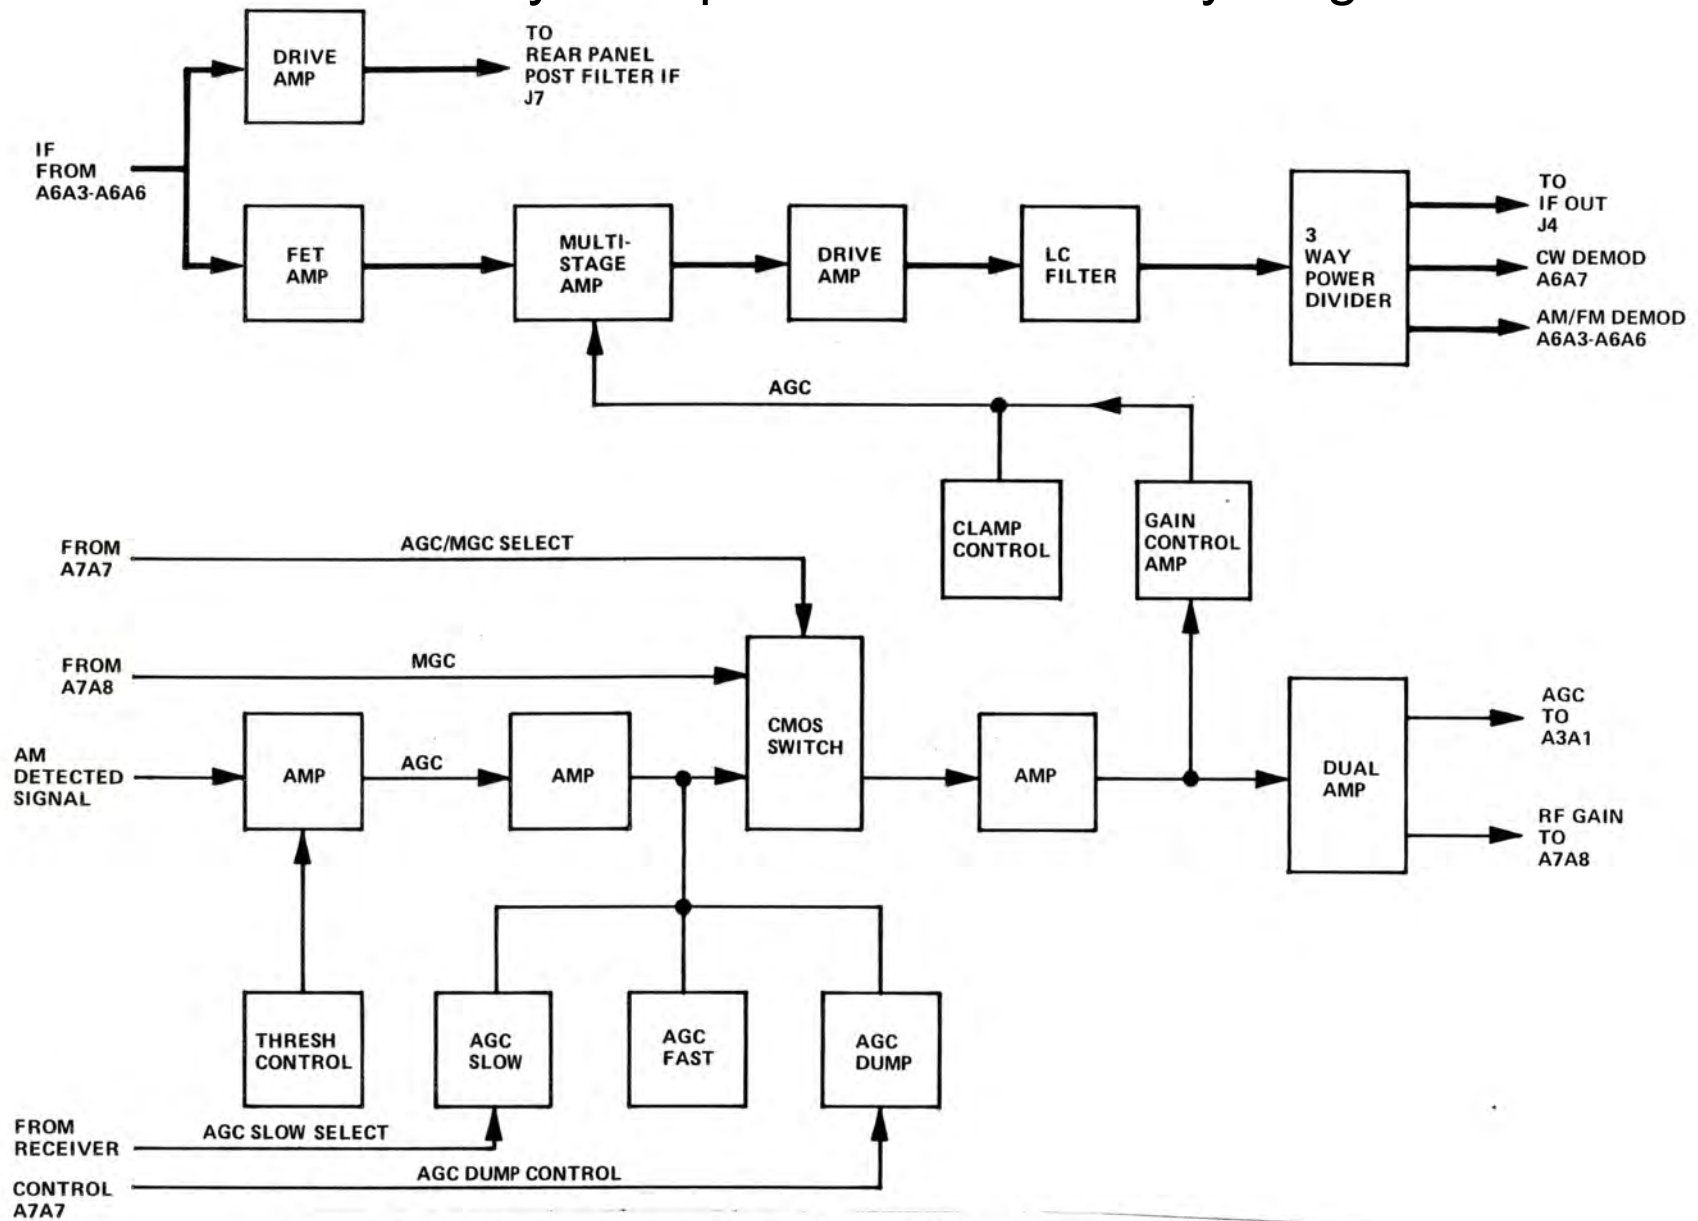 DRIVE
AMP
TO
REAR PANEL
POST FILTER IF
J7
IF
FROM
A6A3-A6A6
FET
AMP
MULTI-
STAGE
AMP
DRIVE
AMP
LC
FILTER
3
WAY
POWER
DIVIDER
TO
IF OUT
J4
CW DEMOD
A6A7
AM/FM DEMOD
A6A3-A6A6
AGC
CLAMP
CONTROL
GAIN
CONTROL
AMP
FROM
A7A7
AGC/MGC SELECT
FROM
A7A8
MGC
CMOS
SWITCH
AM
DETECTED
SIGNAL
AMP
AGC
AMP
AMP
DUAL
AMP
AGC
TO
A3A1
RF GAIN
TO
A7A8
THRESH
CONTROL
AGC
SLOW
AGC
FAST
AGC
DUMP
FROM
RECEIVER
AGC SLOW SELECT
CONTROL
A7A7
AGC DUMP CONTROL